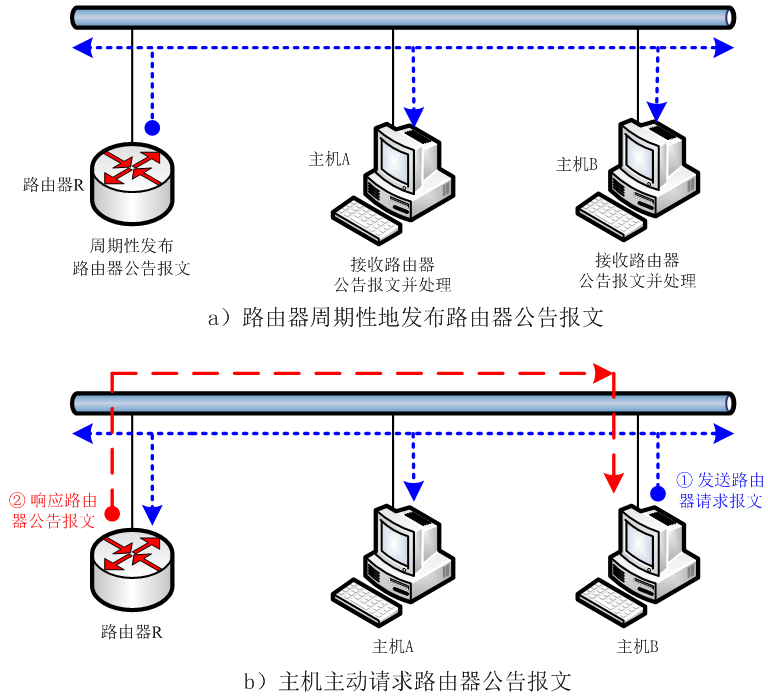 路由器R
主机A
主机B
周期性发布
路由器公告报文
接收路由器
公告报文并处理
接收路由器
公告报文并处理
a）路由器周期性地发布路由器公告报文
② 响应路由
器公告报文
① 发送路由
器请求报文
路由器R
主机A
主机B
b）主机主动请求路由器公告报文